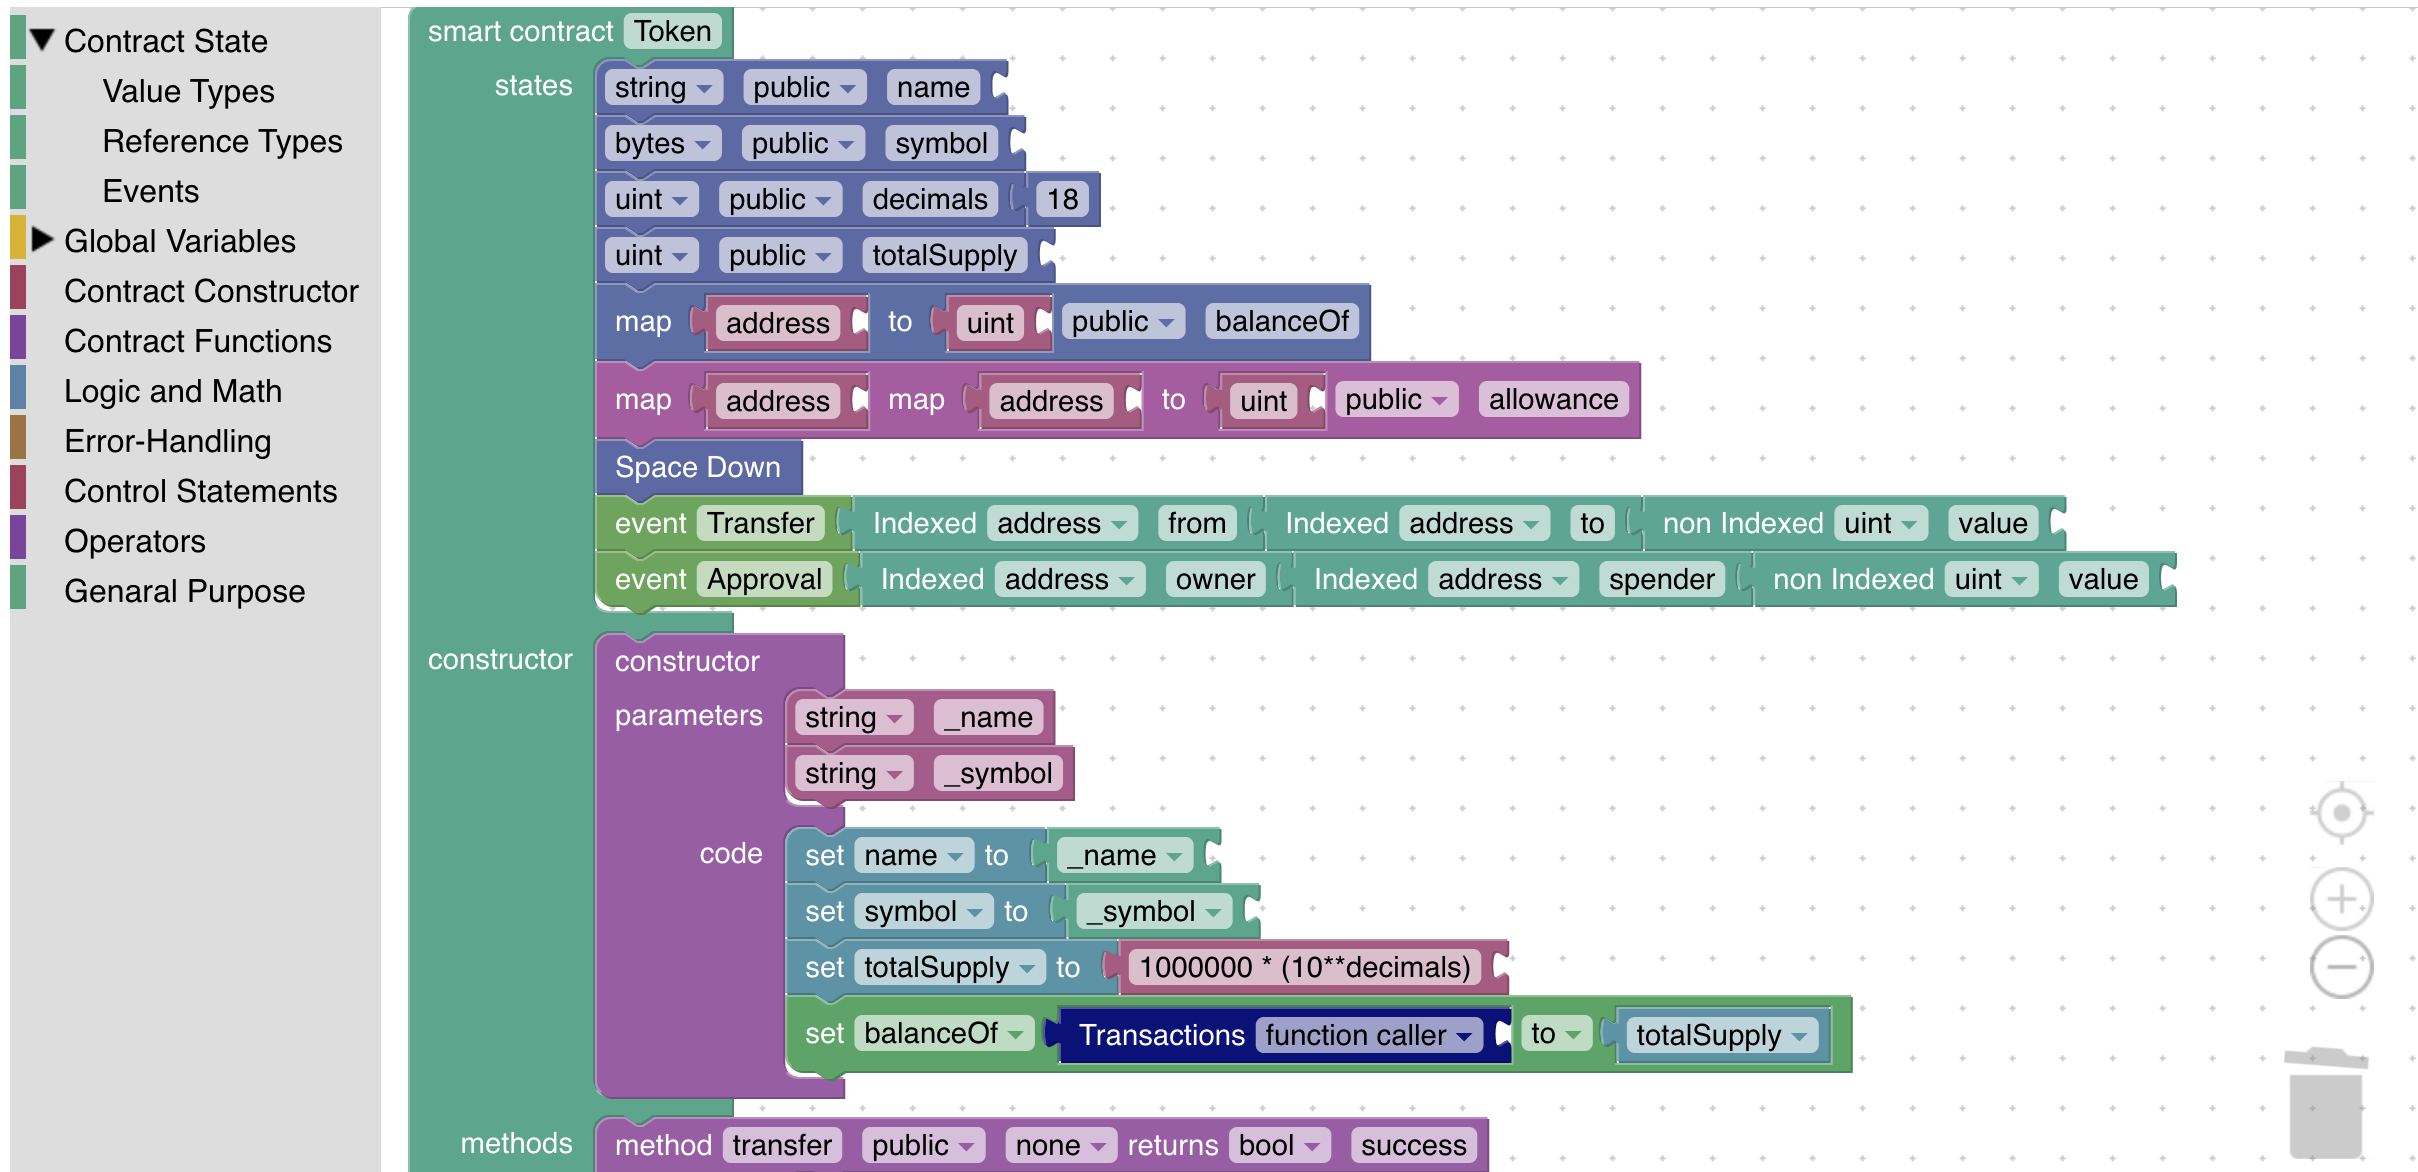 Contract State
Value Types
Reference Types
Events
Global Variables
Contract Constructor
Contract Functions
Logic and Math
Error-Handling
Control Statements
Operators
Genaral Purpose
smart contract Token
states
string public name
bytes public symbol
uint public decimals 18
uint public totalSupply
map address to uint public balanceOf
map address map address to uint public allowance
Space Down
event Transfer Indexed address from Indexed address to non Indexed uint value
event Approval Indexed address owner Indexed address spender non Indexed uint value
constructor constructor
parameters string _name
string _symbol
code set name to _name
set symbol to _symbol
set totalSupply to 1000000 * (10**decimals)
set balanceOf Transactions function caller to totalSupply
methods method transfer public none returns bool success